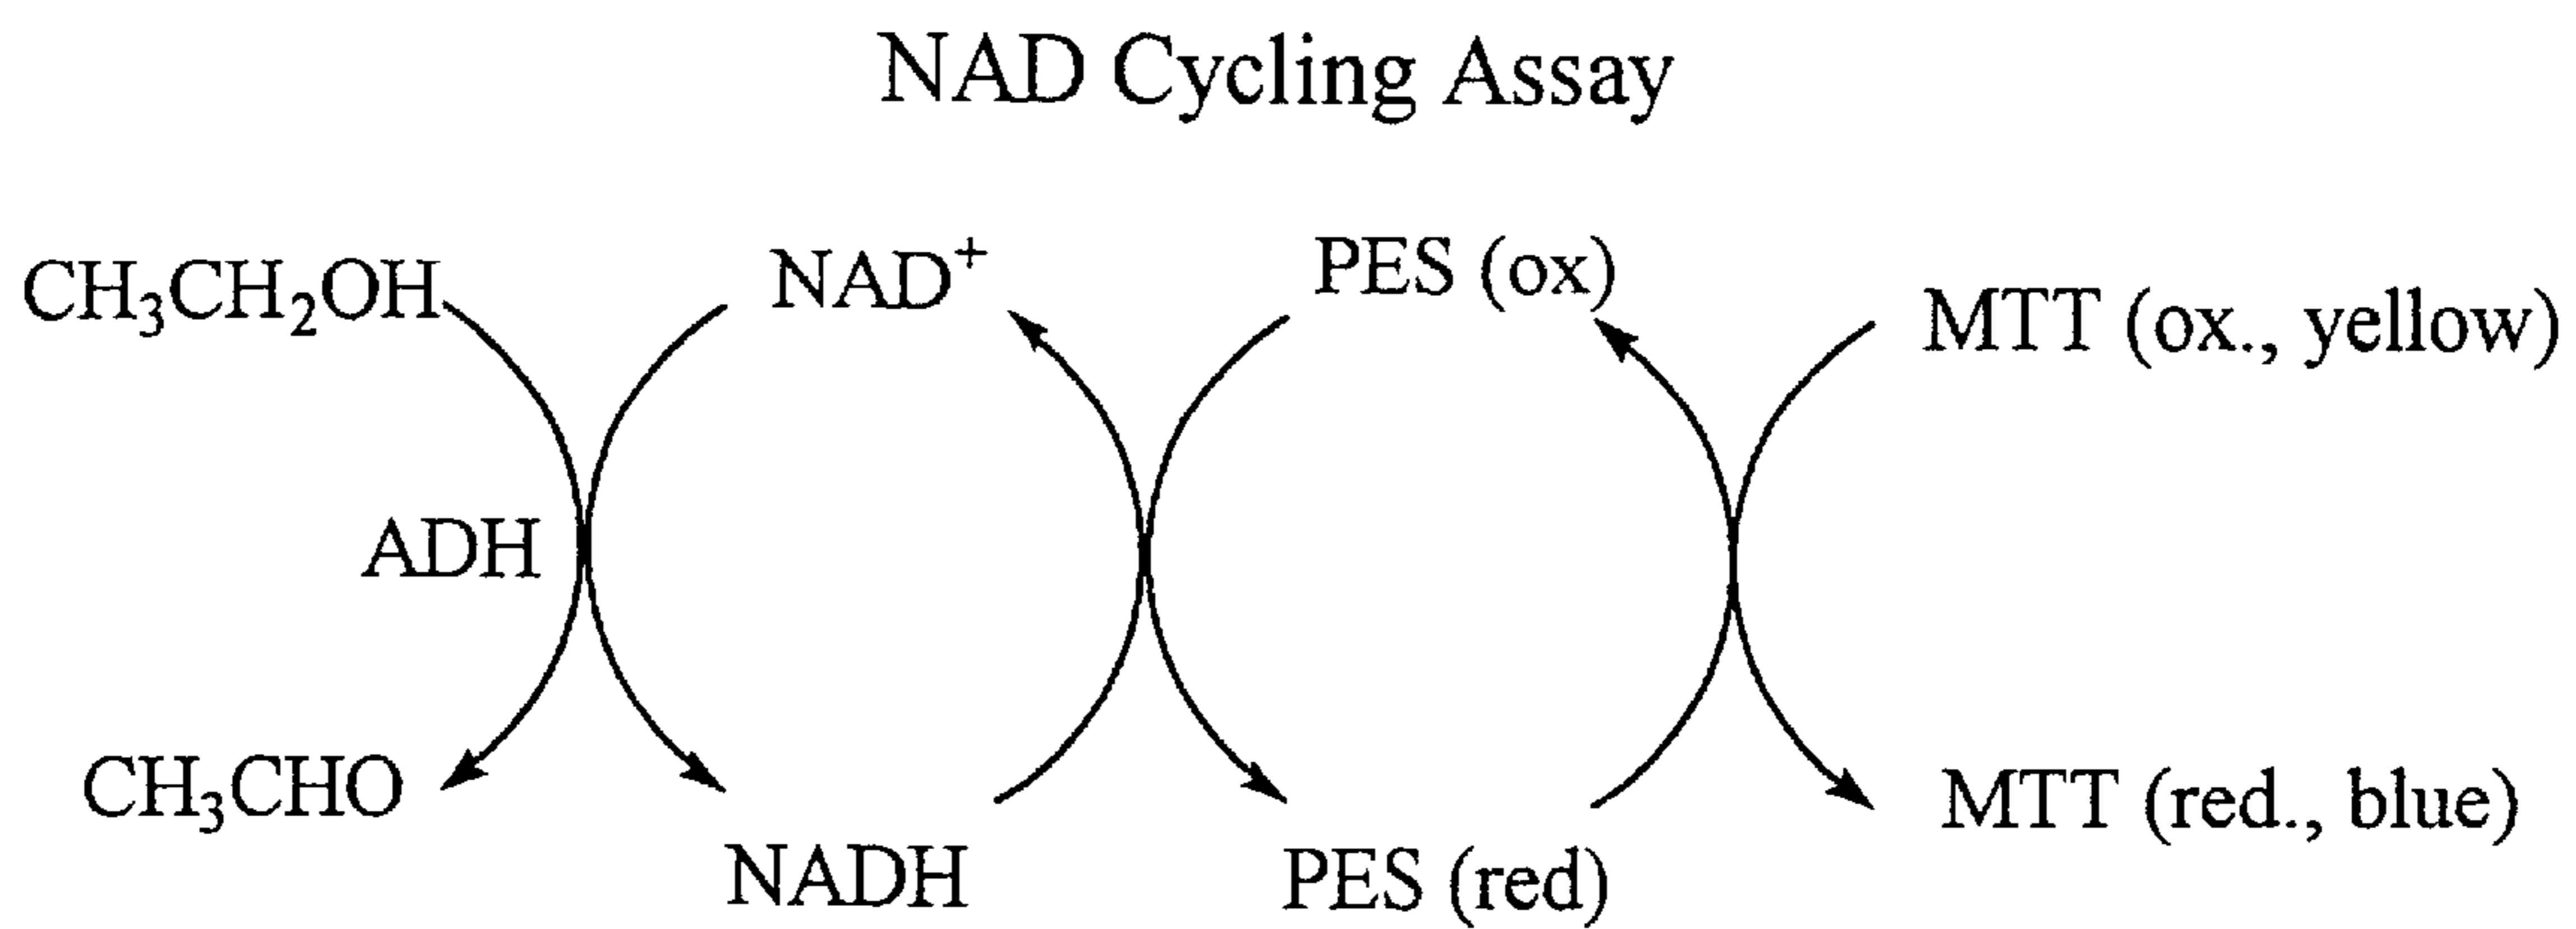 NAD Cycling Assay
CH₃CH₂OH
NAD⁺
PES (ox)
MTT (ox., yellow)
ADH
CH₃CHO
NADH
PES (red)
MTT (red., blue)